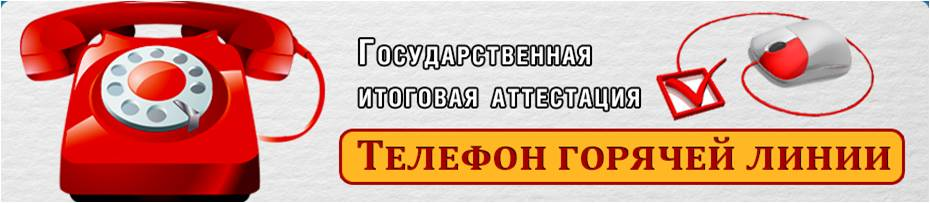 Государственная
итоговая аттестация
Телефон горячей линии